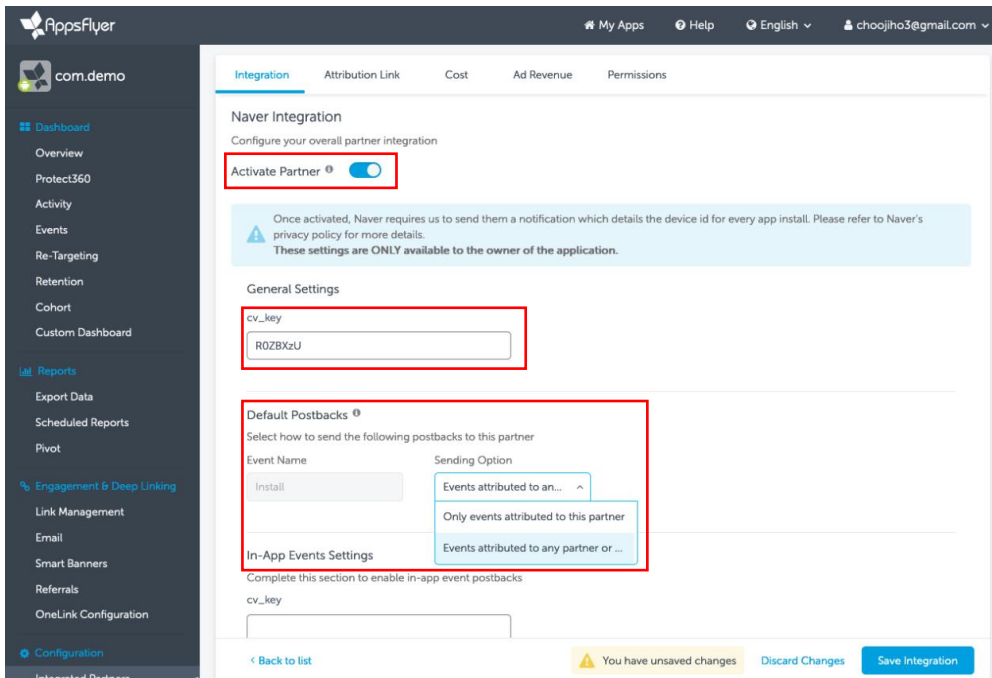 AppsFlyer
My Apps
Help
English
choojiho3@gmail.com
com.demo
Dashboard
Overview
Protect360
Activity
Events
Re-Targeting
Retention
Cohort
Custom Dashboard
Reports
Export Data
Scheduled Reports
Pivot
Engagement & Deep Linking
Link Management
Email
Smart Banners
Referrals
OneLink Configuration
Configuration
Integrated Partners
Integration
Attribution Link
Cost
Ad Revenue
Permissions
Naver Integration
Configure your overall partner integration
Activate Partner
Once activated, Naver requires us to send them a notification which details the device id for every app install. Please refer to Naver's
privacy policy for more details.
These settings are ONLY available to the owner of the application.
General Settings
cv_key
R0ZBXzU
Default Postbacks
Select how to send the following postbacks to this partner
Event Name
Sending Option
Install
Events attributed to an...
Only events attributed to this partner
Events attributed to any partner or ...
In-App Events Settings
Complete this section to enable in-app event postbacks
cv_key
< Back to list
You have unsaved changes
Discard Changes
Save Integration